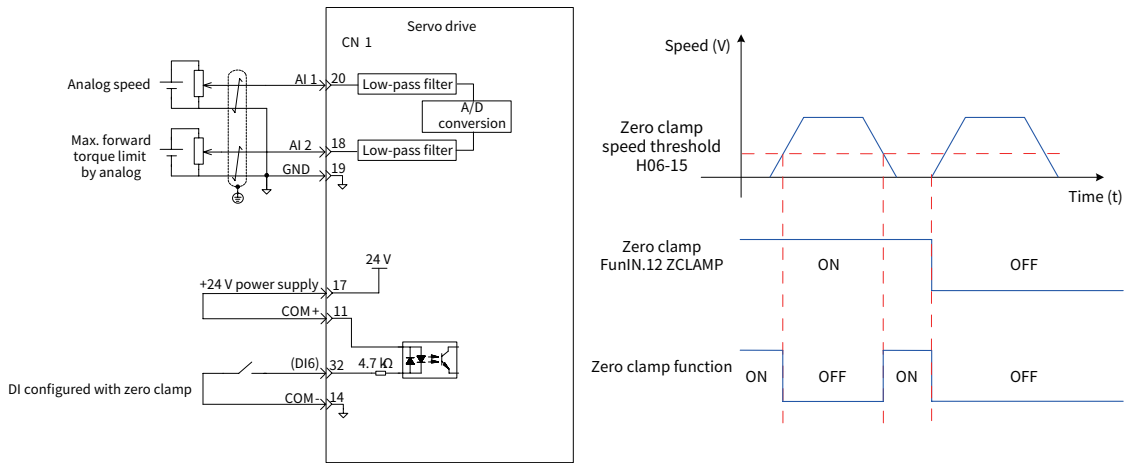 Servo drive
CN 1
Analog speed
AI 1
20
Low-pass filter
A/D
conversion
Max. forward
torque limit
by analog
AI 2
18
Low-pass filter
GND
19
24 V
+24 V power supply
17
COM+
11
(DI6)
32
4.7 kΩ
DI configured with zero clamp
COM-
14
Speed (V)
Zero clamp
speed threshold
H06-15
Time (t)
Zero clamp
FunIN.12 ZCLAMP
ON
OFF
Zero clamp function
ON
OFF
ON
OFF